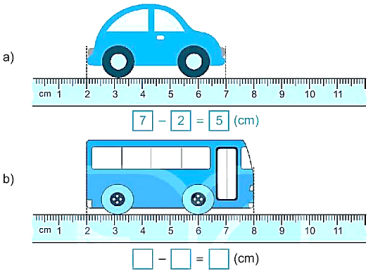 a)
cm 1 2 3 4 5 6 7 8 9 10 11
7 – 2 = 5 (cm)
b)
cm 1 2 3 4 5 6 7 8 9 10 11
– = (cm)